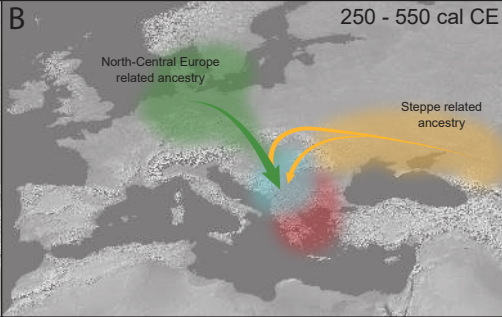 B
250 - 550 cal CE
North-Central Europe
related ancestry
Steppe related
ancestry